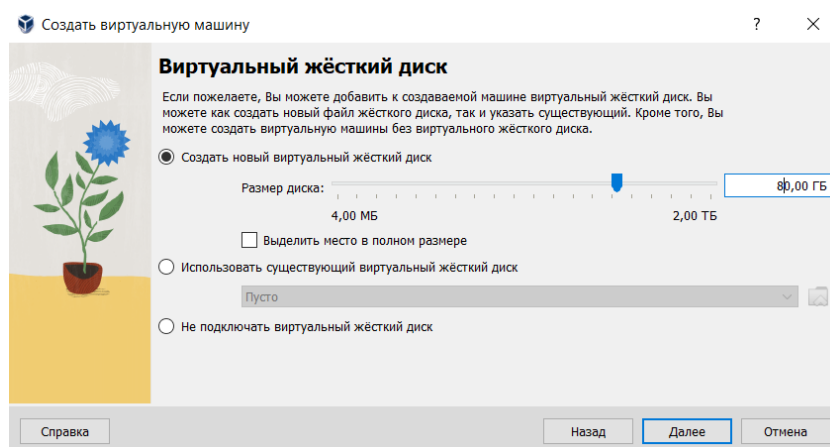 Создать виртуальную машину
?
Виртуальный жёсткий диск
Если пожелаете, Вы можете добавить к создаваемой машине виртуальный жёсткий диск. Вы
можете как создать новый файл жёсткого диска, так и указать существующий. Кроме того, Вы
можете создать виртуальную машины без виртуального жёсткого диска.
Создать новый виртуальный жёсткий диск
Размер диска:
80,00 ГБ
4,00 МБ
2,00 ТБ
Выделить место в полном размере
Использовать существующий виртуальный жёсткий диск
Пусто
Не подключать виртуальный жёсткий диск
Справка
Назад
Далее
Отмена